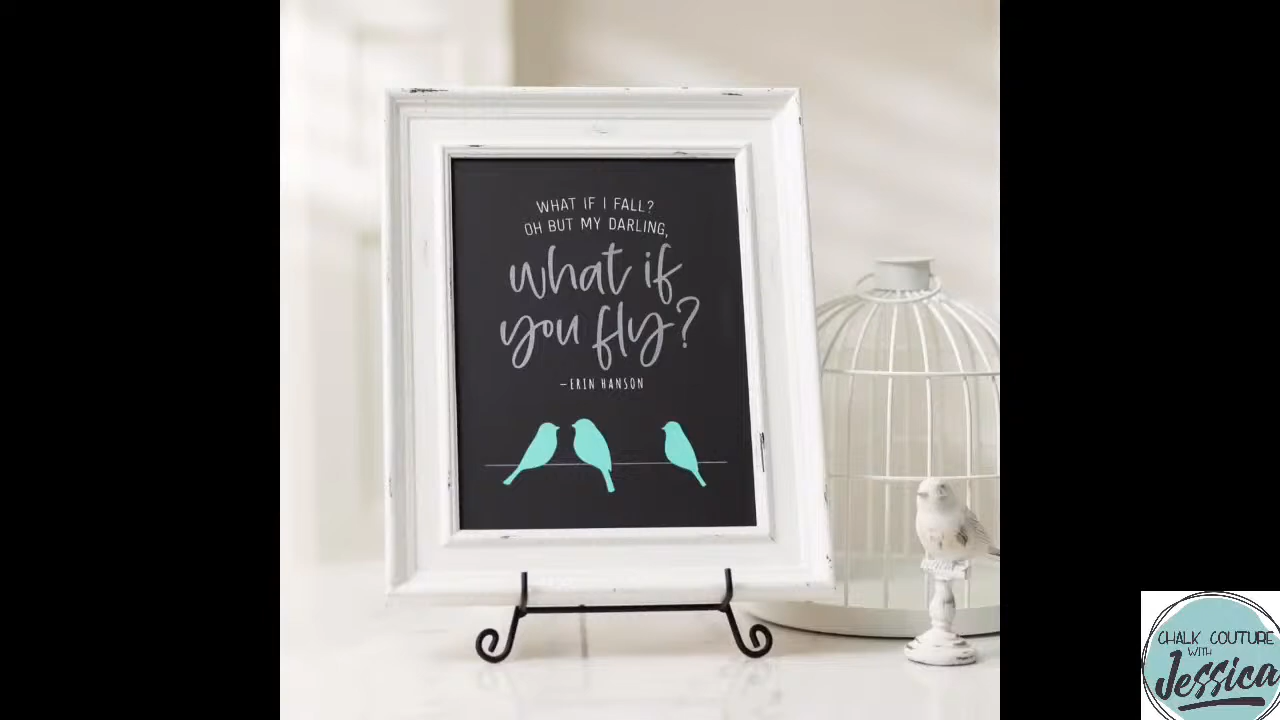 WHAT IF I FALL?
OH BUT MY DARLING,
what if
you fly?
–ERIN HANSON
CHALK COUTURE
WITH
Jessica